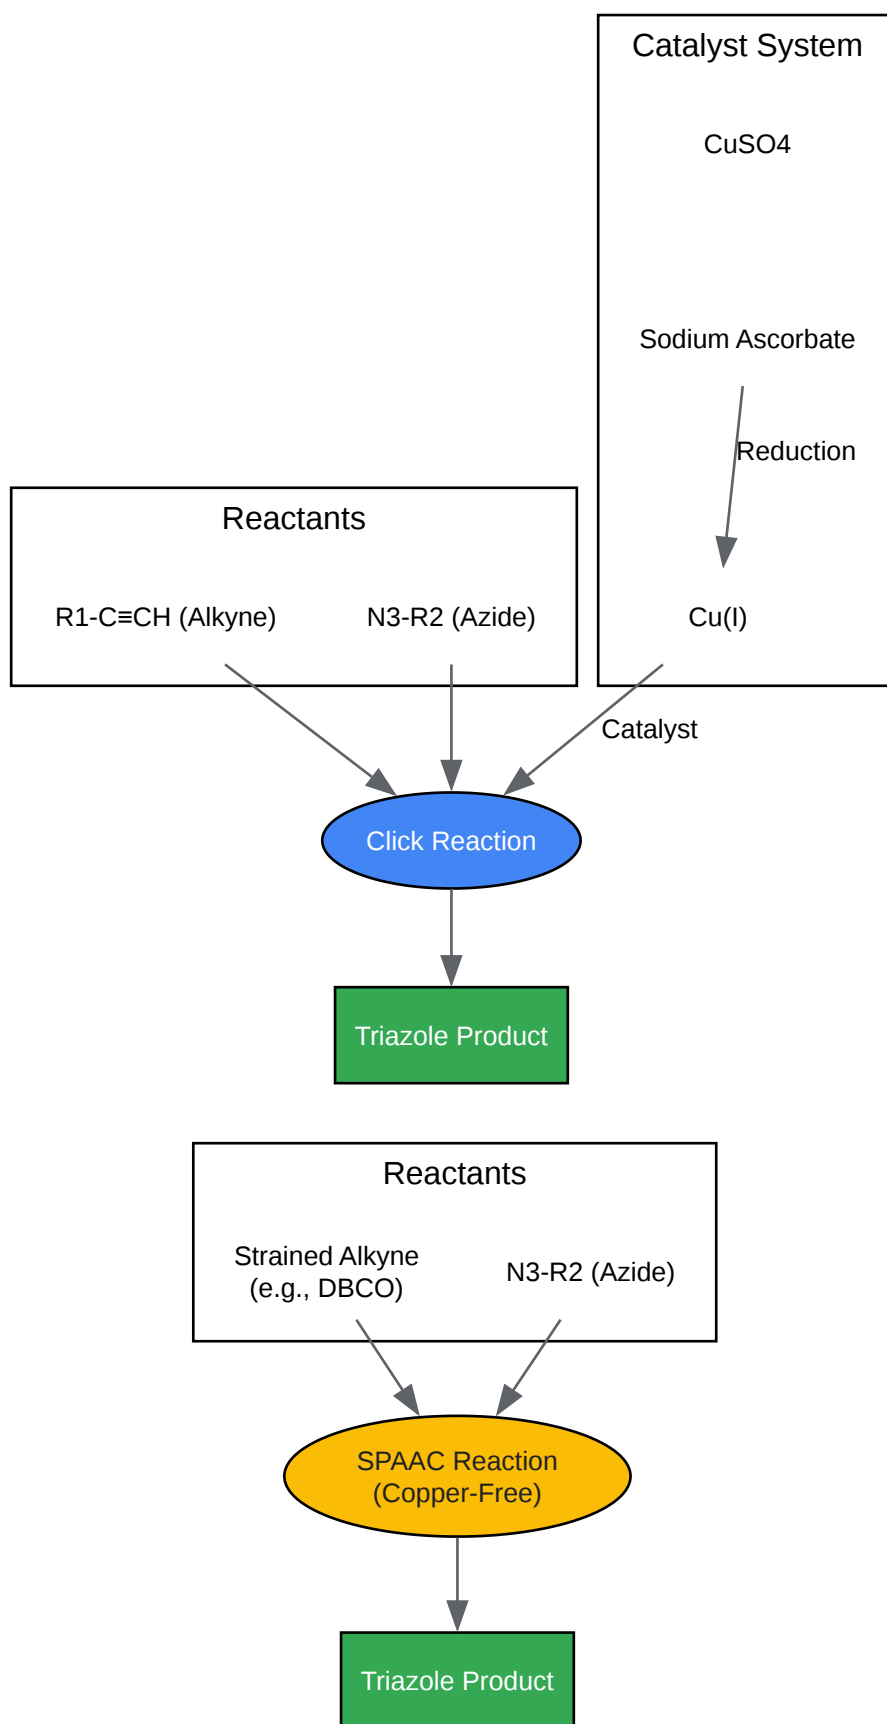 Catalyst System
CuSO4
Sodium Ascorbate
Reduction
Reactants
R1-C≡CH (Alkyne)
N3-R2 (Azide)
Cu(I)
Catalyst
Click Reaction
Triazole Product
Reactants
Strained Alkyne
(e.g., DBCO)
N3-R2 (Azide)
SPAAC Reaction
(Copper-Free)
Triazole Product